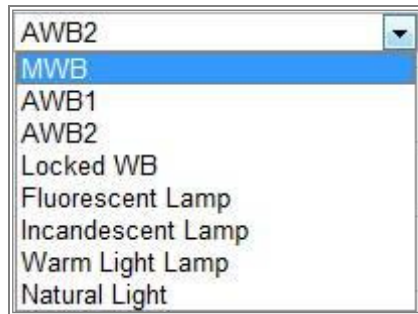 AWB2
MWB
AWB1
AWB2
Locked WB
Fluorescent Lamp
Incandescent Lamp
Warm Light Lamp
Natural Light